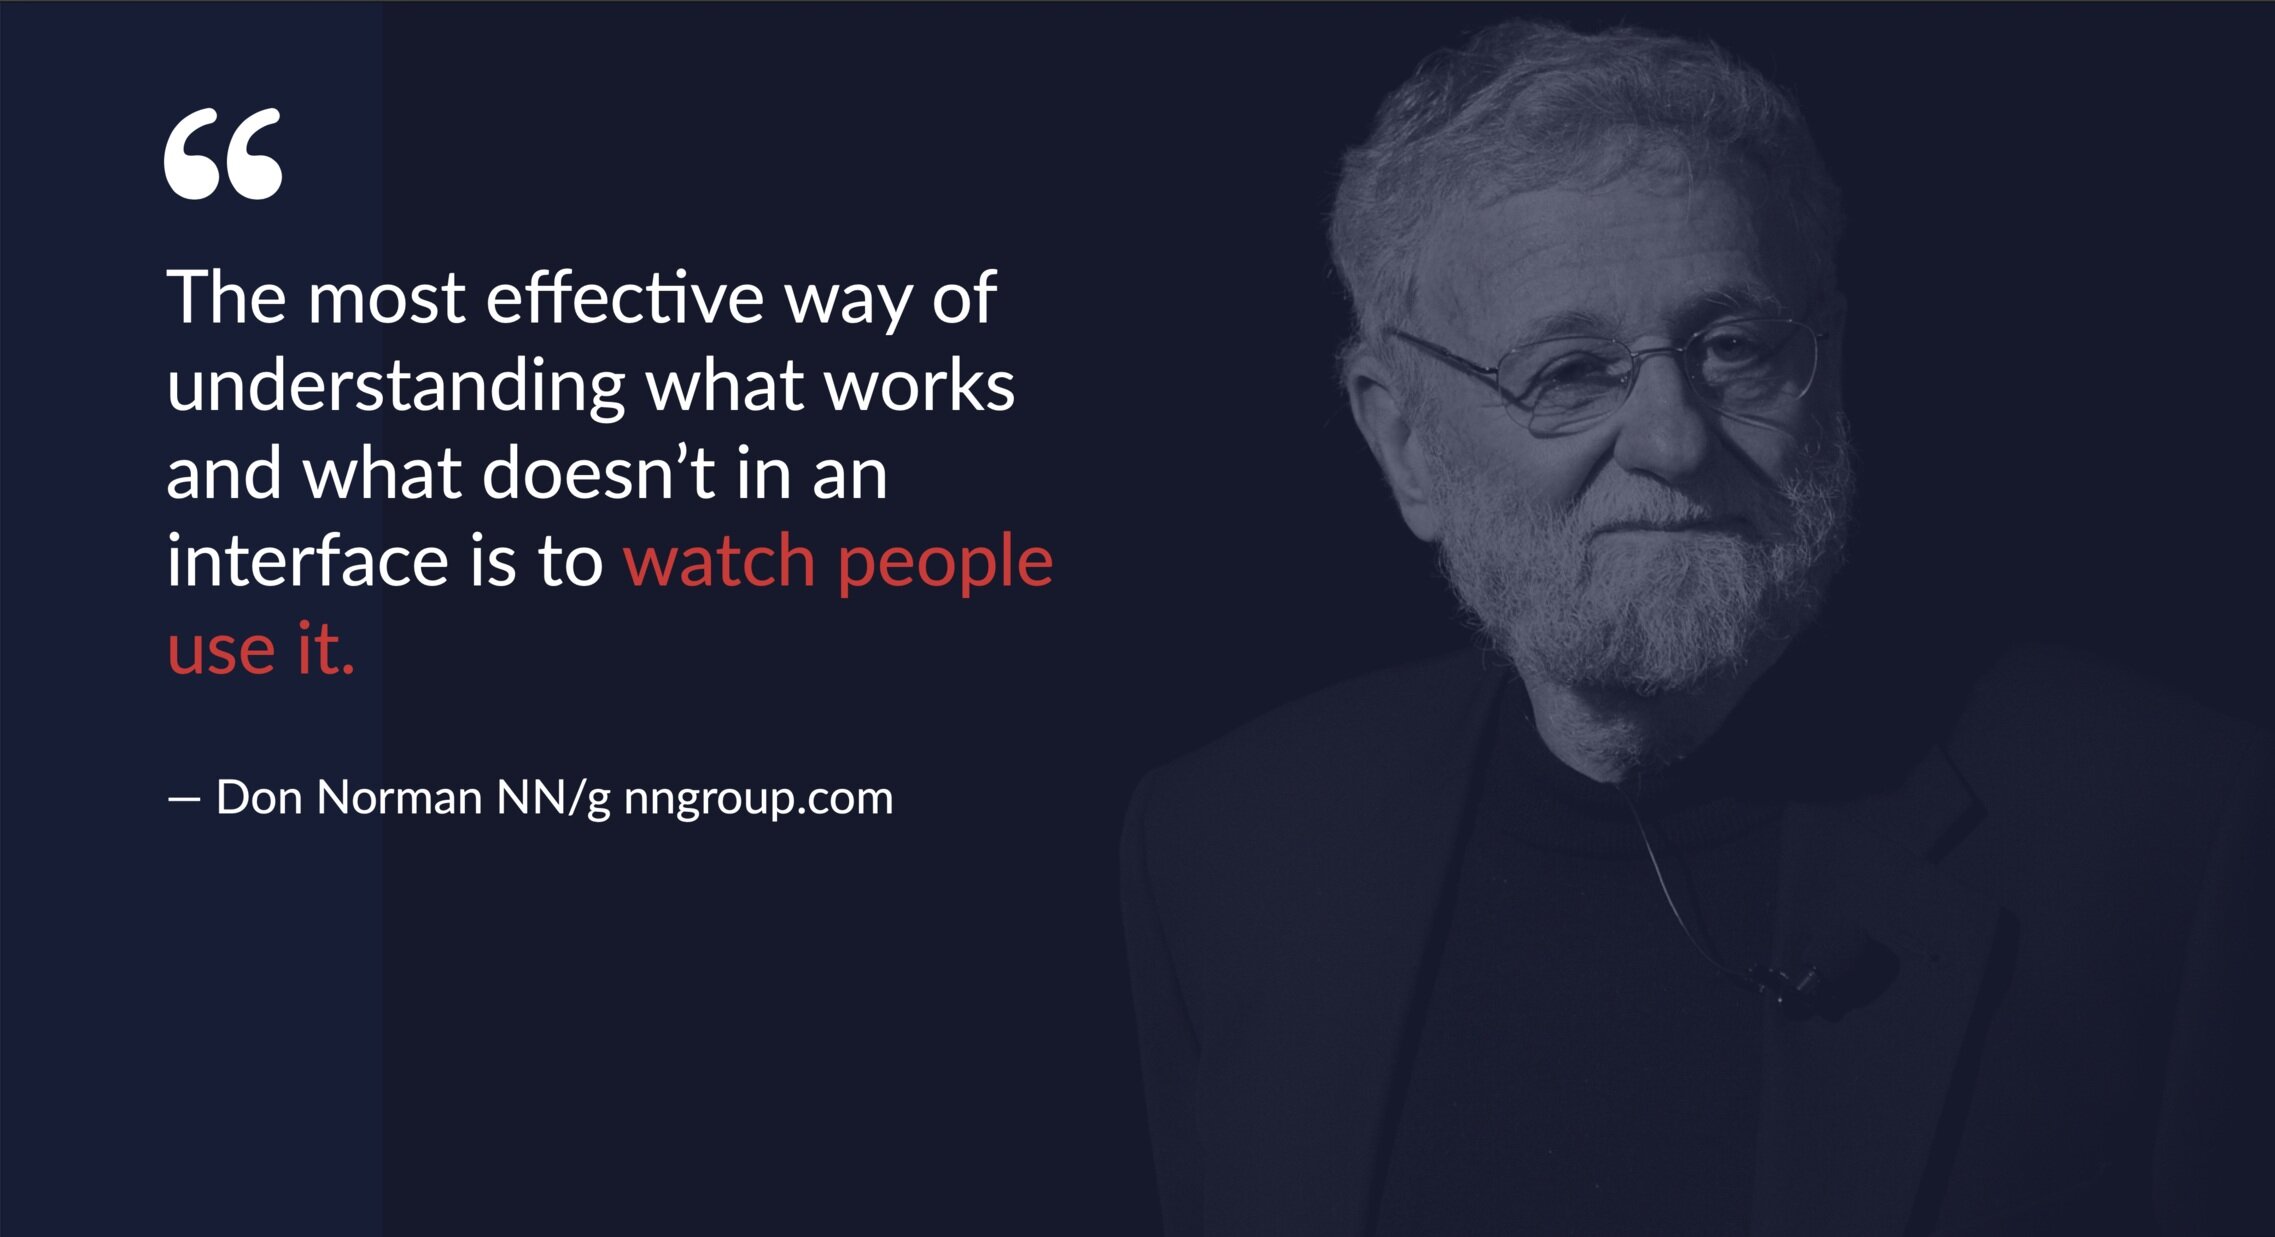 “
The most effective way of
understanding what works
and what doesn’t in an
interface is to watch people
use it.
— Don Norman NN/g nngroup.com